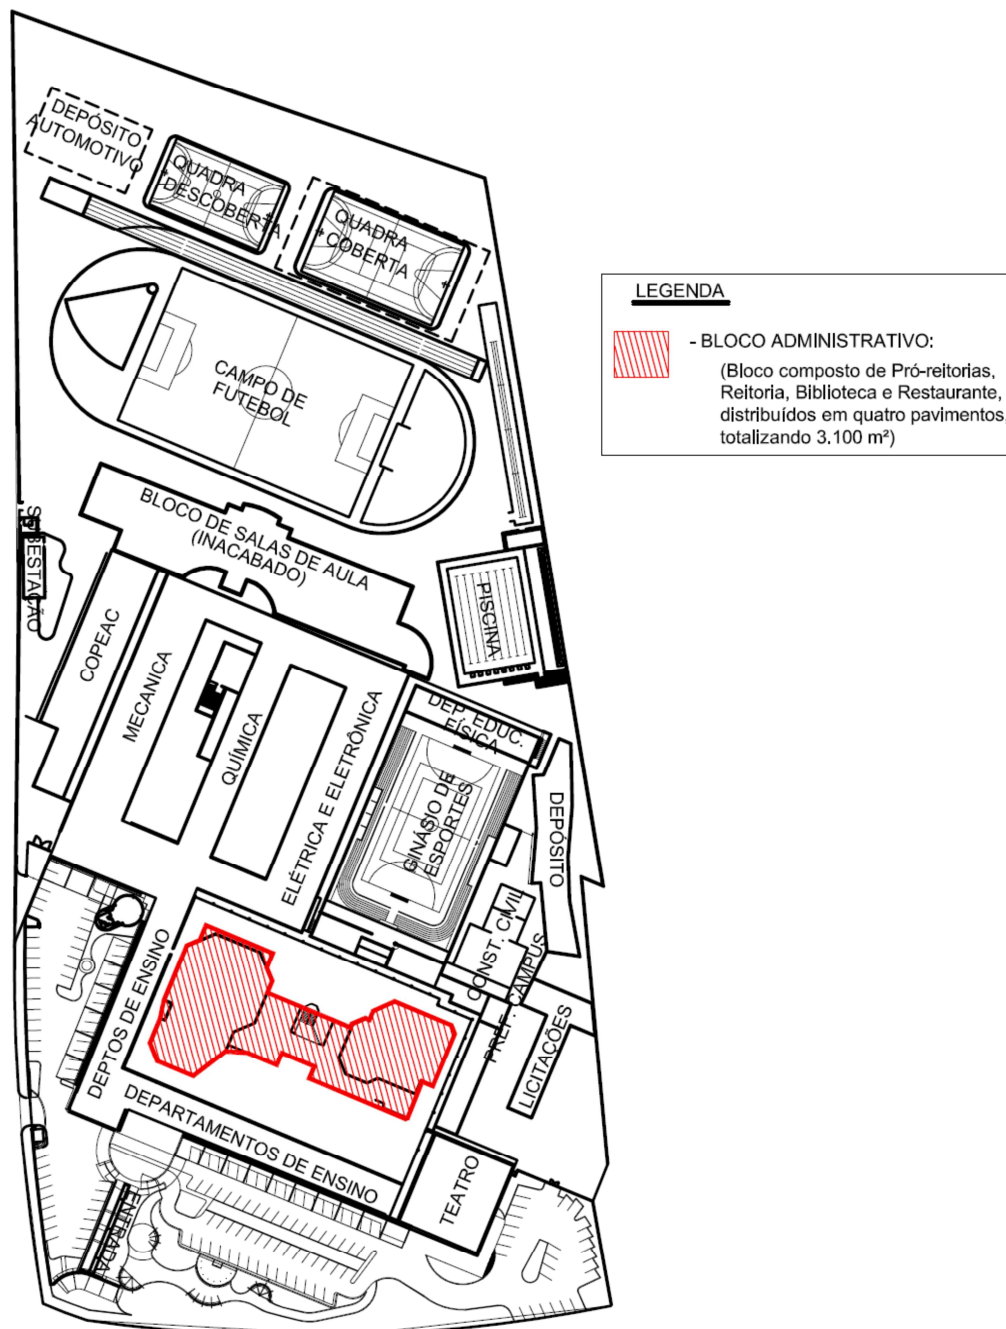 DEPÓSITO
AUTOMOTIVO
QUADRA
DESCOBERTA
QUADRA
COBERTA
LEGENDA
- BLOCO ADMINISTRATIVO:
(Bloco composto de Pró-reitorias,
Reitoria, Biblioteca e Restaurante,
distribuídos em quatro pavimentos,
totalizando 3.100 m²)
CAMPO DE
FUTEBOL
BLOCO DE SALAS DE AULA
(INACABADO)
SUBESTAÇÃO
PISCINA
COPEAC
MECANICA
QUÍMICA
ELÉTRICA E ELETRÔNICA
DEP. EDUC.
FÍSICA
GINÁSIO DE
ESPORTES
DEPÓSITO
CONST. CIVIL
PREF. CAMPUS
LICITAÇÕES
DEPTOS DE ENSINO
DEPARTAMENTOS DE ENSINO
TEATRO
ENTRADA